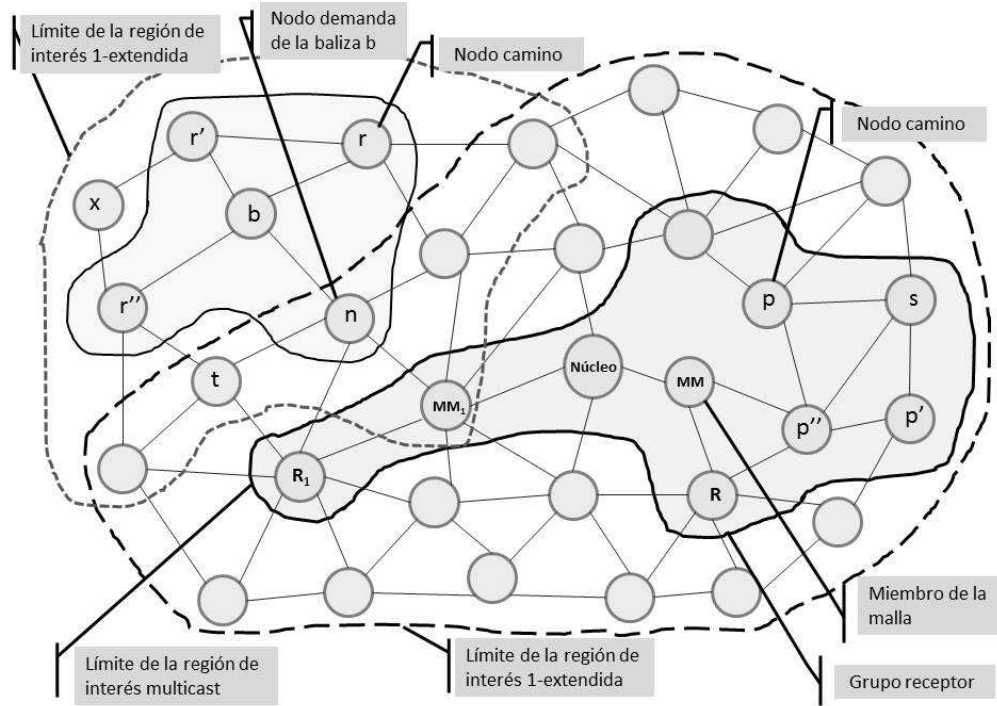 Límite de la región de
interés 1-extendida
Nodo demanda
de la baliza b
Nodo camino
Nodo camino
r’
r
x
b
r’’
n
p
s
t
Núcleo
MM
MM₁
p’’
p’
R₁
R
Miembro de la
malla
Límite de la región de
interés multicast
Límite de la región de
interés 1-extendida
Grupo receptor